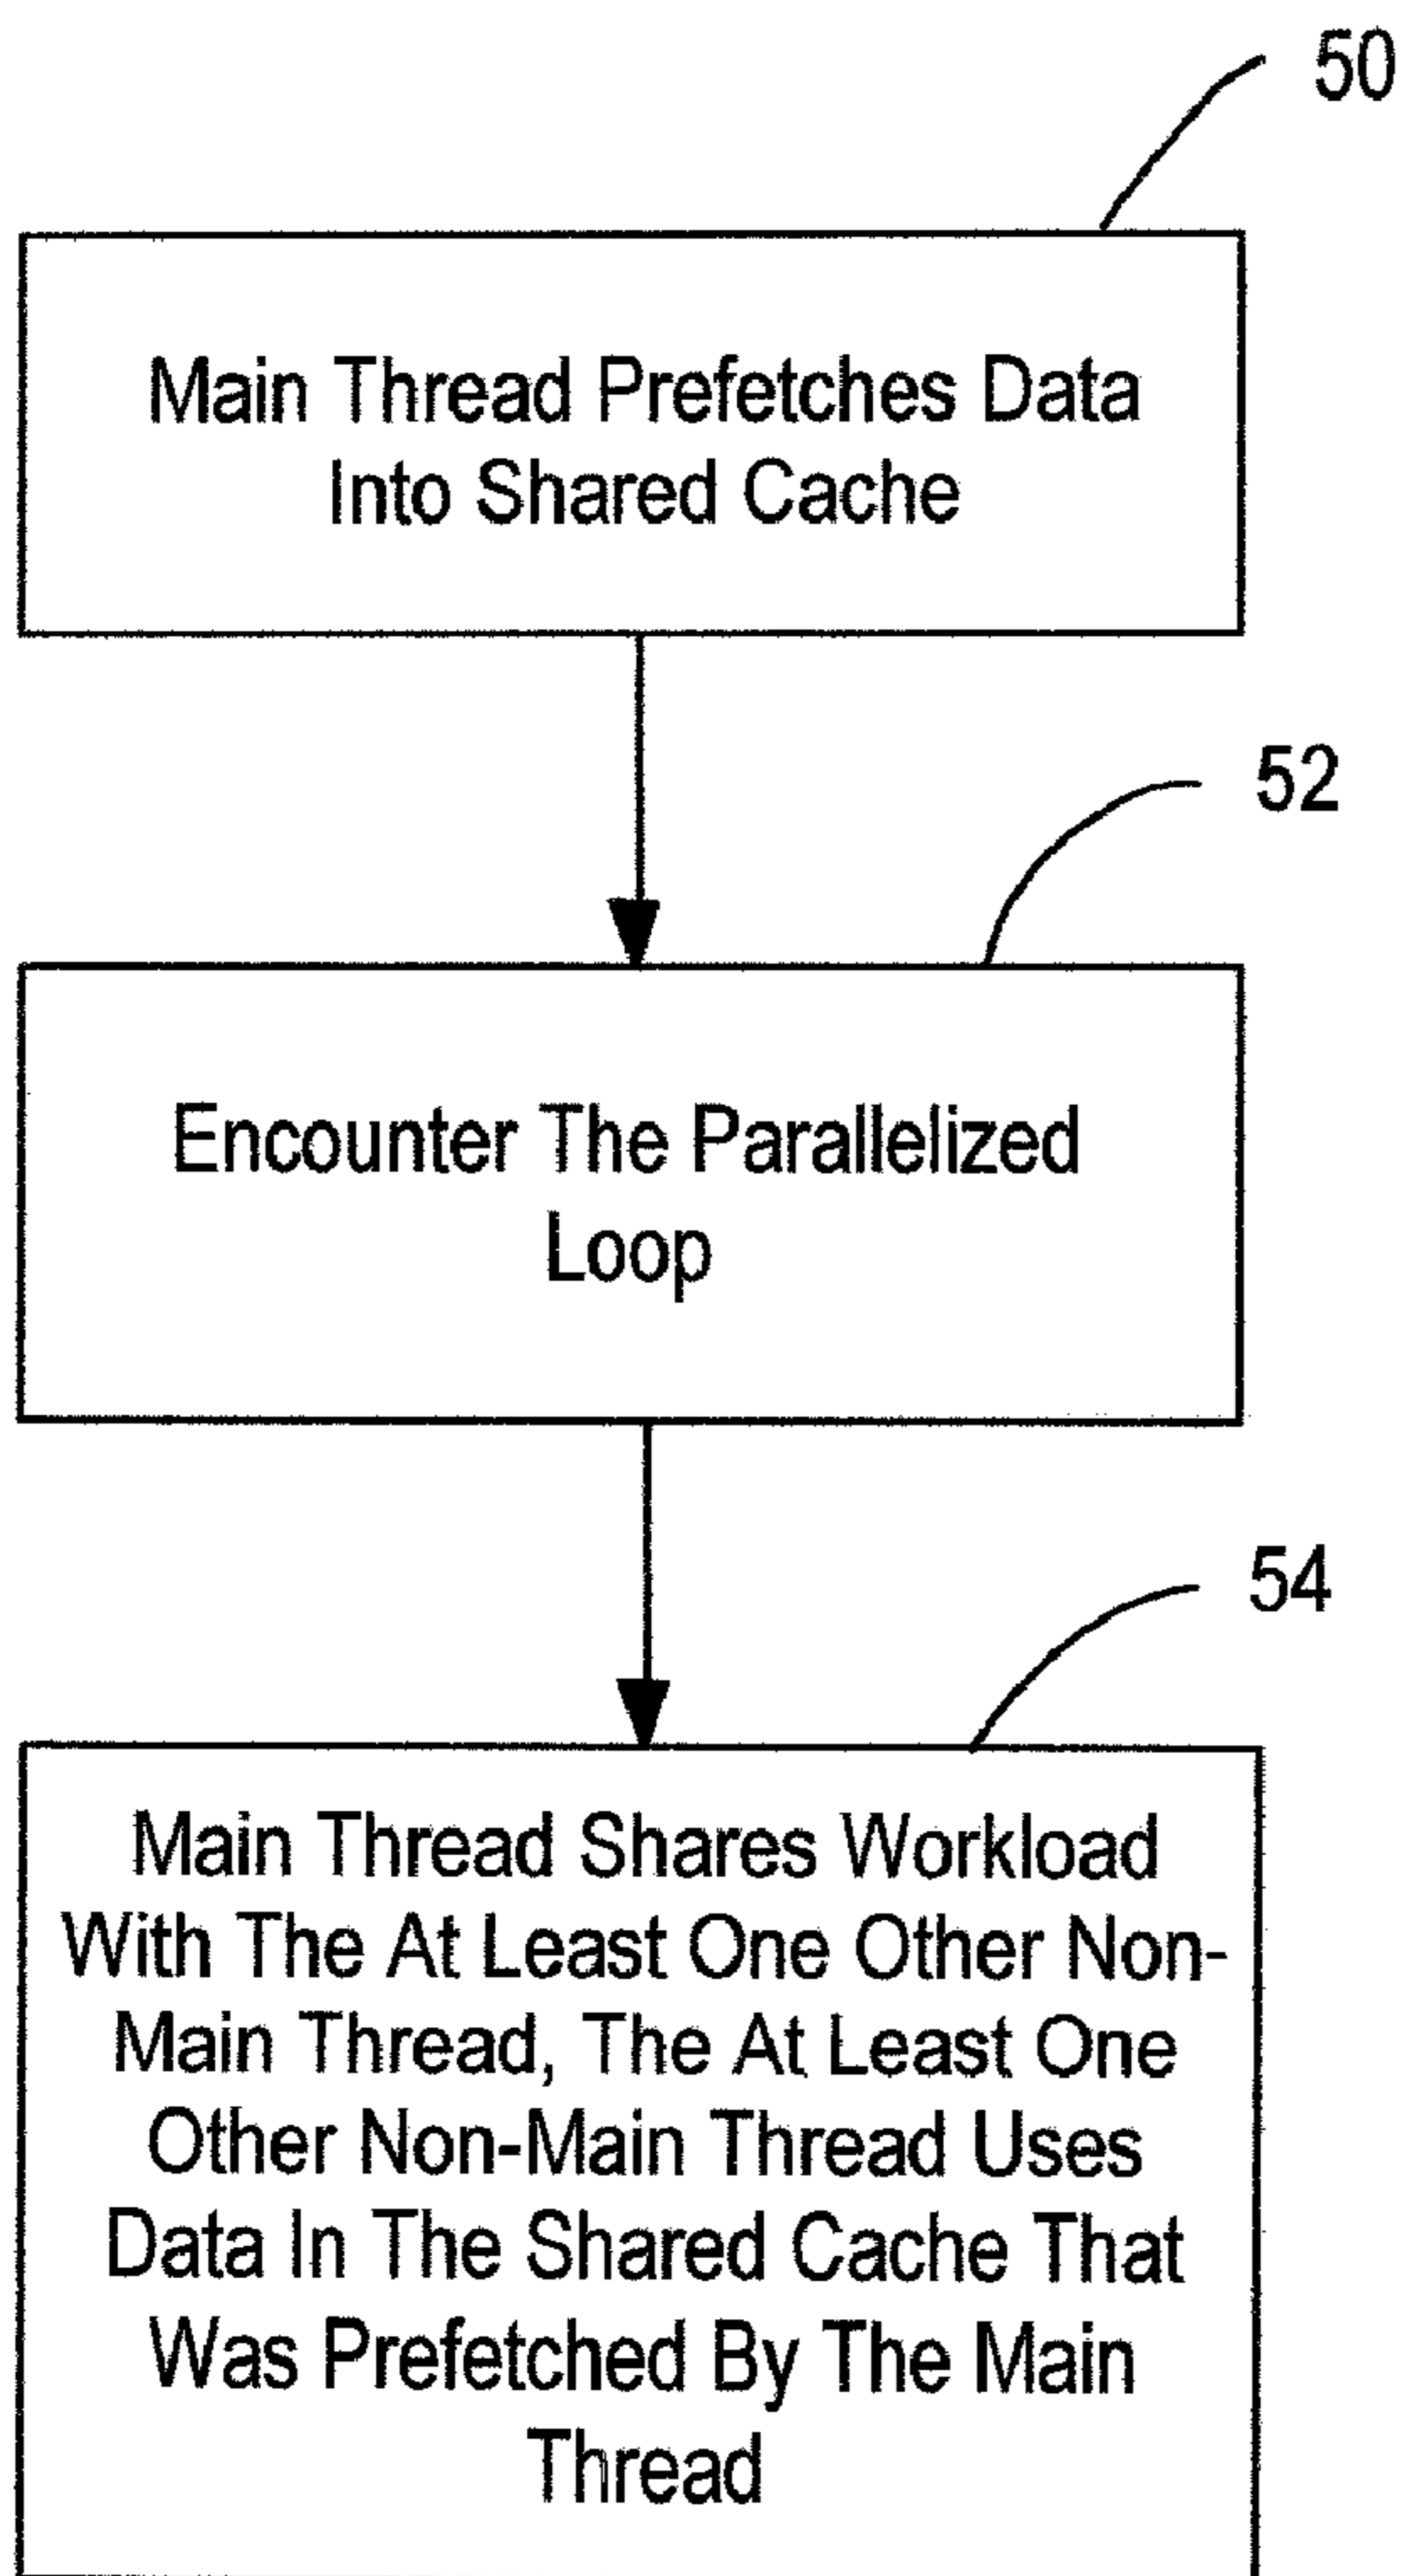 50
Main Thread Prefetches Data
Into Shared Cache
52
Encounter The Parallelized
Loop
54
Main Thread Shares Workload
With The At Least One Other Non-
Main Thread, The At Least One
Other Non-Main Thread Uses
Data In The Shared Cache That
Was Prefetched By The Main
Thread